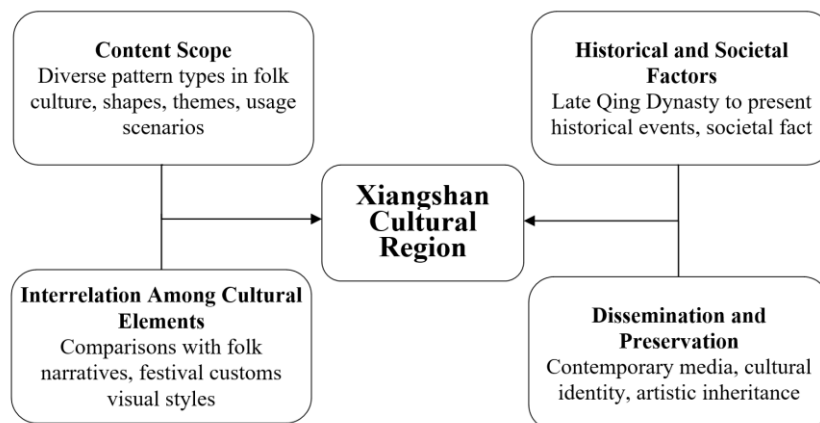 Content Scope
Diverse pattern types in folk
culture, shapes, themes, usage
scenarios
Historical and Societal
Factors
Late Qing Dynasty to present
historical events, societal fact
Xiangshan
Cultural
Region
Interrelation Among Cultural
Elements
Comparisons with folk
narratives, festival customs
visual styles
Dissemination and
Preservation
Contemporary media, cultural
identity, artistic inheritance